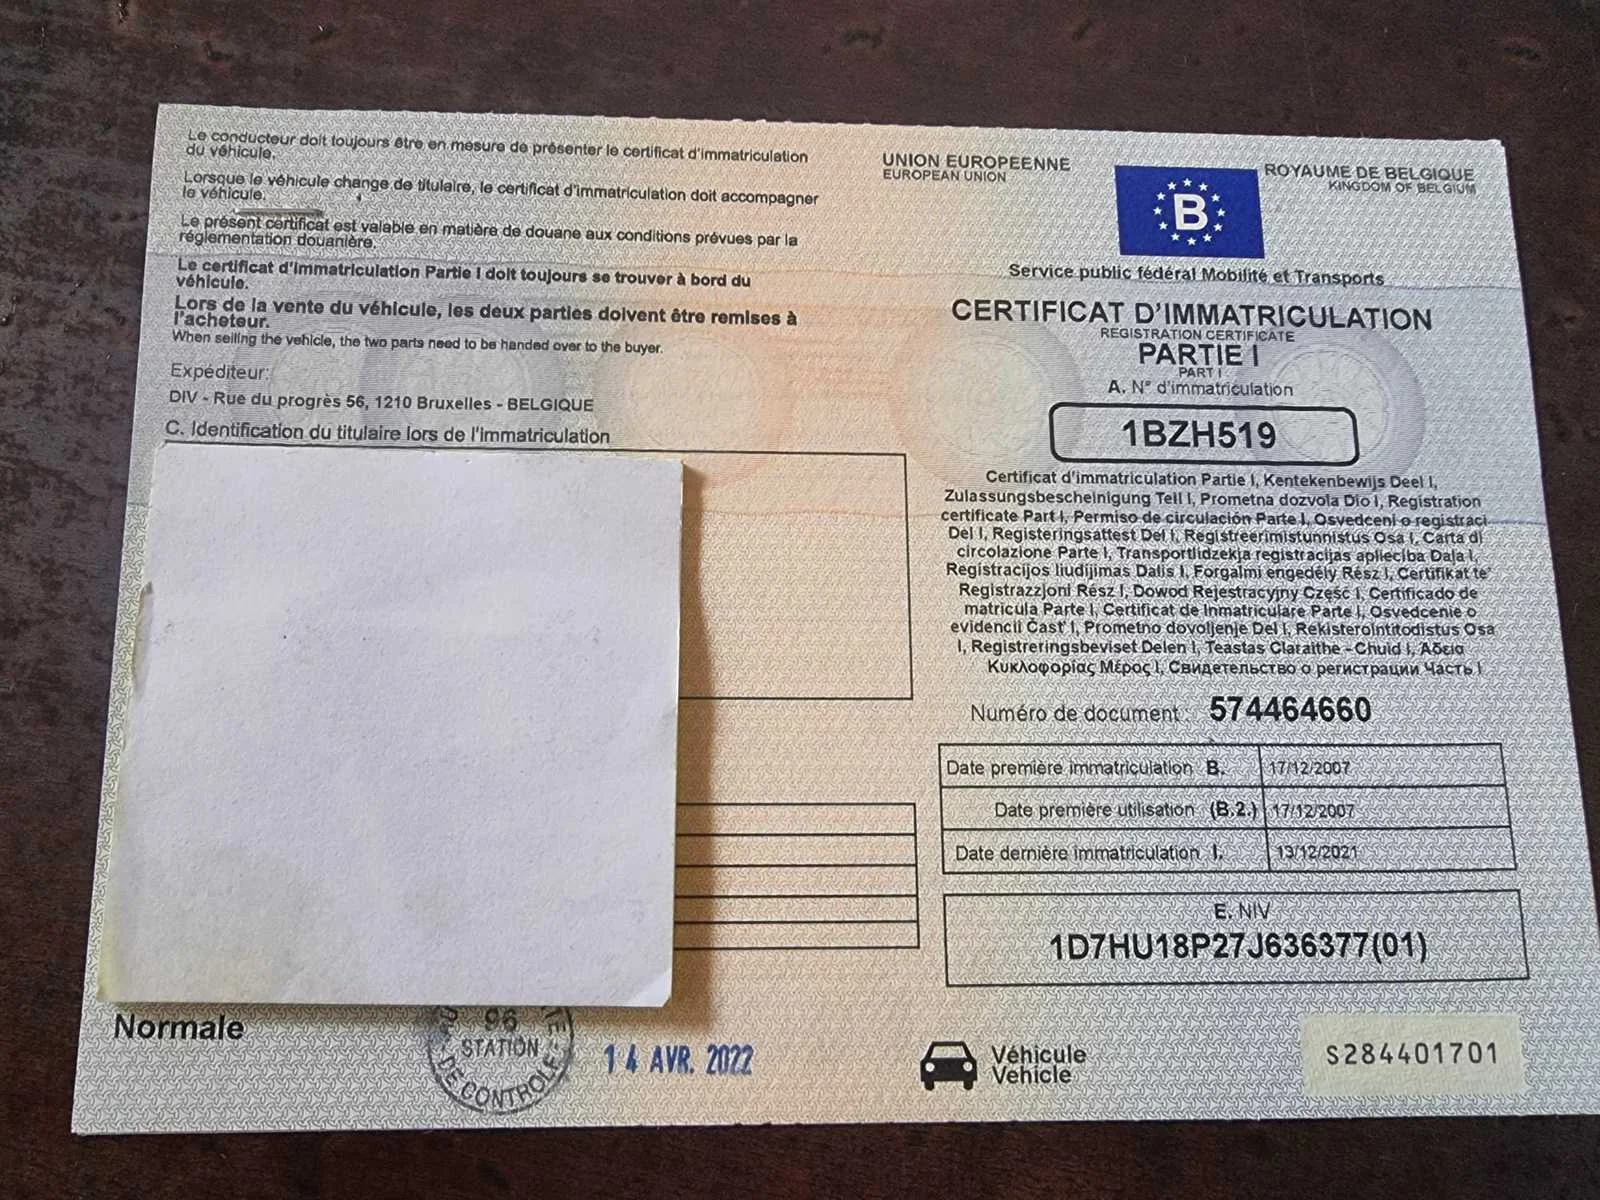 Le conducteur doit toujours être en mesure de présenter le certificat d'immatriculation
du véhicule.
Lorsque le véhicule change de titulaire, le certificat d'immatriculation doit accompagner
le véhicule.
Le présent certificat est valable en matière de douane aux conditions prévues par la
réglementation douanière.
Le certificat d'immatriculation Partie I doit toujours se trouver à bord du
véhicule.
Lors de la vente du véhicule, les deux parties doivent être remises à
l'acheteur.
When selling the vehicle, the two parts need to be handed over to the buyer.
Expéditeur:
DIV - Rue du progrès 56, 1210 Bruxelles - BELGIQUE
C. Identification du titulaire lors de l'immatriculation
Normale
96
STATION
DE CONTROLE
14 AVR. 2022
UNION EUROPEENNE
EUROPEAN UNION
B
ROYAUME DE BELGIQUE
KINGDOM OF BELGIUM
Service public fédéral Mobilité et Transports
CERTIFICAT D'IMMATRICULATION
REGISTRATION CERTIFICATE
PARTIE I
PART I
A. N° d'immatriculation
1BZH519
Certificat d'immatriculation Partie I, Kentekenbewijs Deel I,
Zulassungsbescheinigung Teil I, Prometna dozvola Dio I, Registration
certificate Part I, Permiso de circulación Parte I, Osvedceni o registraci
Del I, Registeringsattest Del I, Registreerimistunnistus Osa I, Carta di
circolazione Parte I, Transportlidzekja registracijas aplieciba Daļa I,
Registracijos liudijimas Dalis I, Forgalmi engedély Rész I, Certifikat te'
Registrazzjoni Rész I, Dowod Rejestracyjny Część I, Certificado de
matricula Parte I, Certificat de Inmatriculare Parte I, Osvedcenie o
evidencii Časť I, Prometno dovoljenje Del I, Rekisterointitodistus Osa
I, Registreringsbeviset Delen I, Teastas Claraithe - Chuid I, Άδεια
Κυκλοφορίας Μέρος I, Свидетельство о регистрации Часть I
Numéro de document : 574464660
Date première immatriculation B. 17/12/2007
Date première utilisation (B.2.) 17/12/2007
Date dernière immatriculation I. 13/12/2021
E. NIV
1D7HU18P27J636377(01)
Véhicule
Vehicle
S284401701